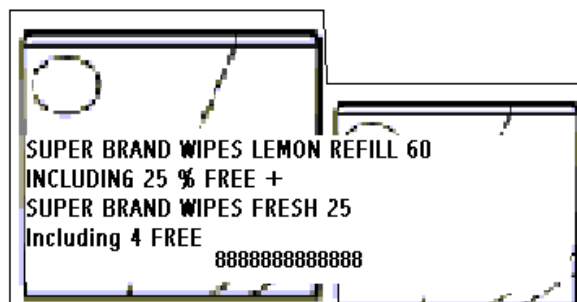 SUPER BRAND WIPES LEMON REFILL 60
INCLUDING 25 % FREE +
SUPER BRAND WIPES FRESH 25
Including 4 FREE
8888888888888